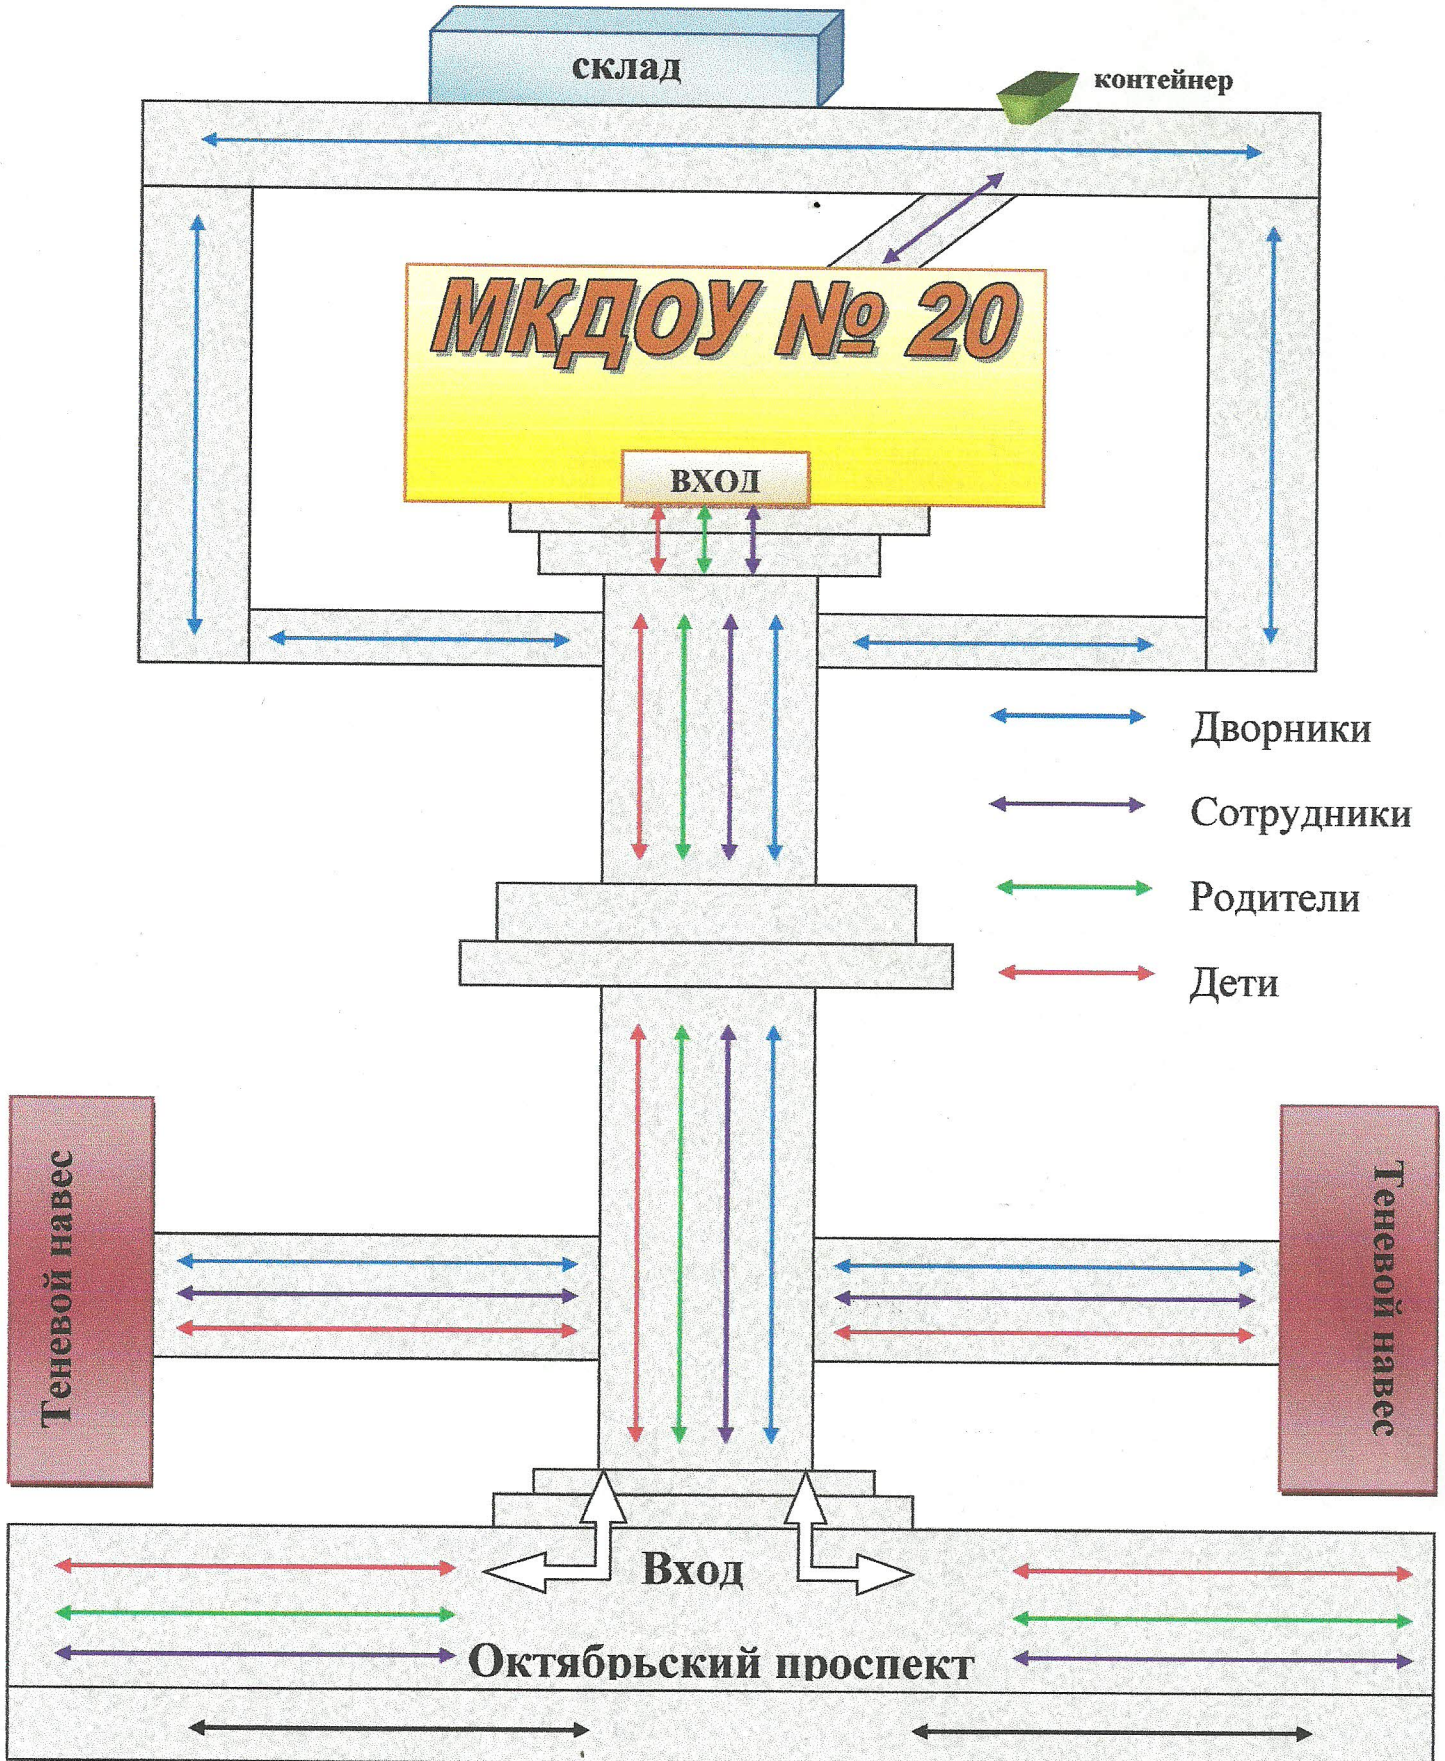 склад
контейнер
МКДОУ № 20
ВХОД
Дворники
Сотрудники
Родители
Дети
Теневой навес
Теневой навес
Вход
Октябрьский проспект